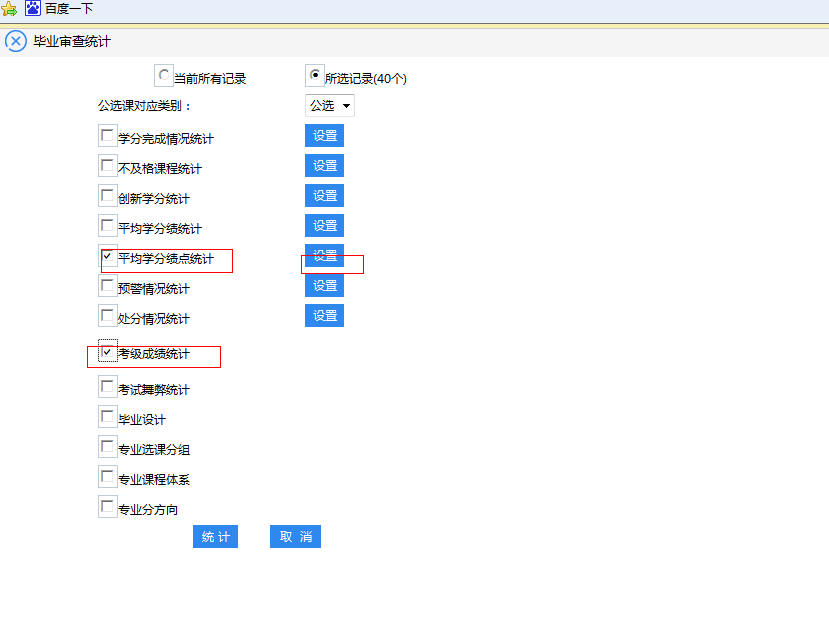 百度一下
毕业审查统计
当前所有记录 所选记录(40个)
公选课对应类别： 公选
学分完成情况统计 设置
不及格课程统计 设置
创新学分统计 设置
平均学分绩统计 设置
平均学分绩点统计 设置
预警情况统计 设置
处分情况统计 设置
考级成绩统计
考试舞弊统计
毕业设计
专业选课分组
专业课程体系
专业分方向
统 计 取 消